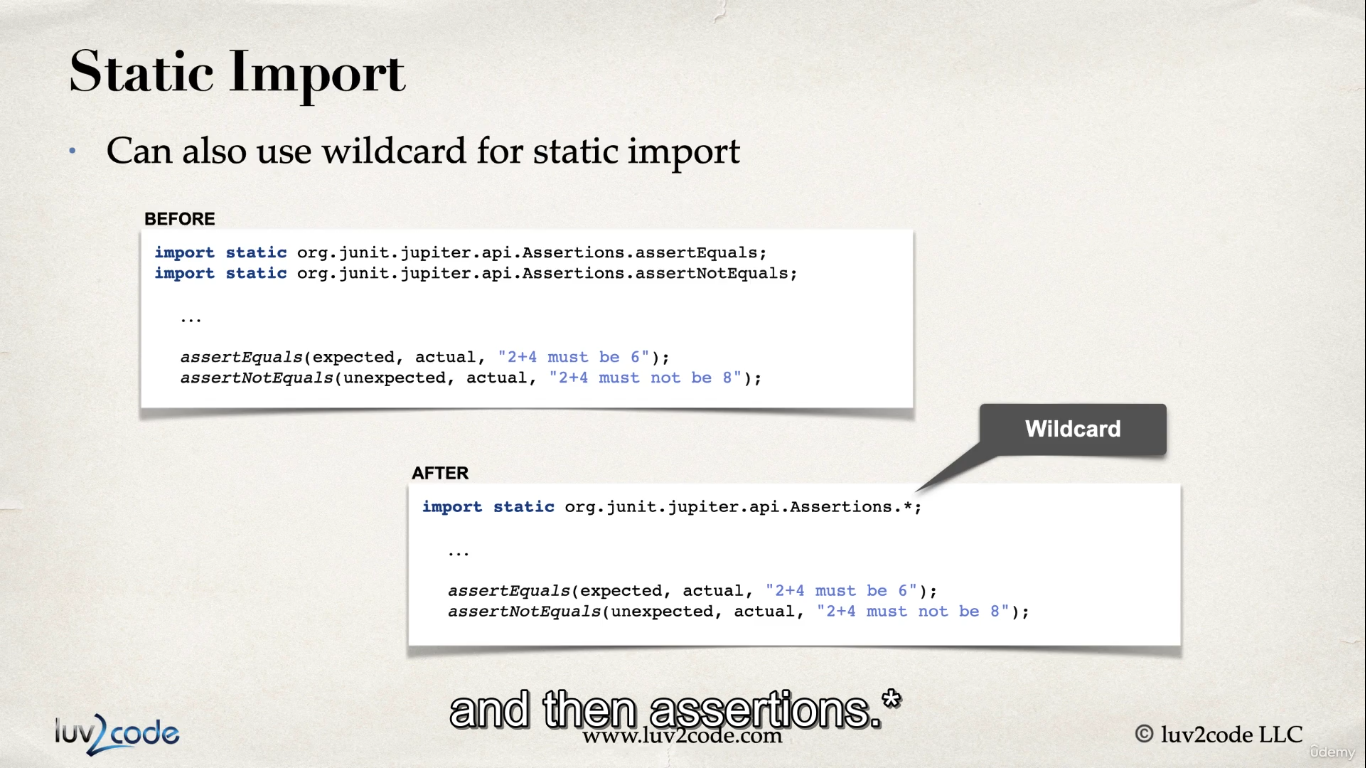 Static Import
• Can also use wildcard for static import
BEFORE
import static org.junit.jupiter.api.Assertions.assertEquals;
import static org.junit.jupiter.api.Assertions.assertNotEquals;
...
assertEquals(expected, actual, "2+4 must be 6");
assertNotEquals(unexpected, actual, "2+4 must not be 8");
Wildcard
AFTER
import static org.junit.jupiter.api.Assertions.*;
...
assertEquals(expected, actual, "2+4 must be 6");
assertNotEquals(unexpected, actual, "2+4 must not be 8");
and then assertions.*
luv2code
www.luv2code.com
© luv2code LLC
ûdemy